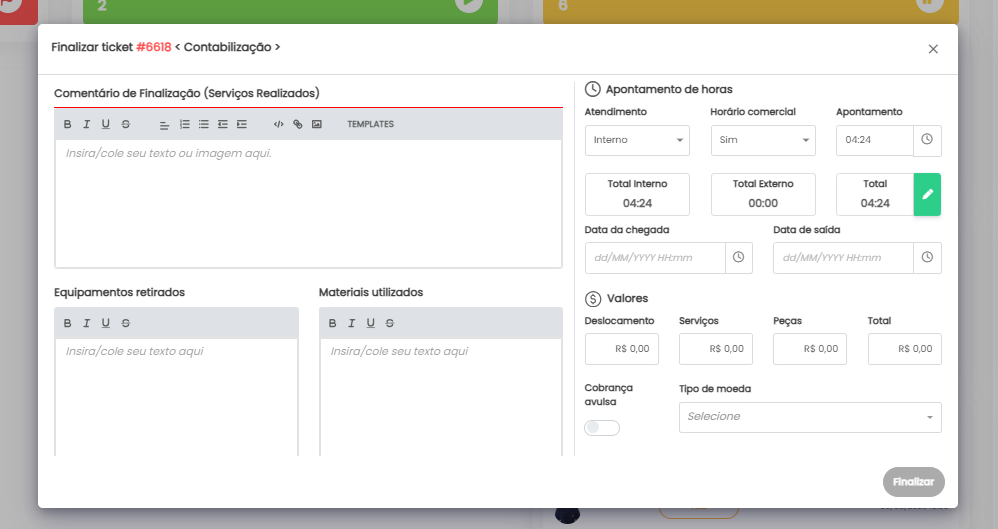 2
6
Finalizar ticket #6618 < Contabilização >
Comentário de Finalização (Serviços Realizados)
B I U S TEMPLATES
Insira/cole seu texto ou imagem aqui.
Equipamentos retirados
B I U S
Insira/cole seu texto aqui
Materiais utilizados
B I U S
Insira/cole seu texto aqui
Apontamento de horas
Atendimento Horário comercial Apontamento
Interno Sim 04:24
Total Interno Total Externo Total
04:24 00:00 04:24
Data da chegada Data de saída
dd/MM/YYYY HH:mm dd/MM/YYYY HH:mm
Valores
Deslocamento Serviços Peças Total
R$ 0,00 R$ 0,00 R$ 0,00 R$ 0,00
Cobrança
avulsa
Tipo de moeda
Selecione
Finalizar